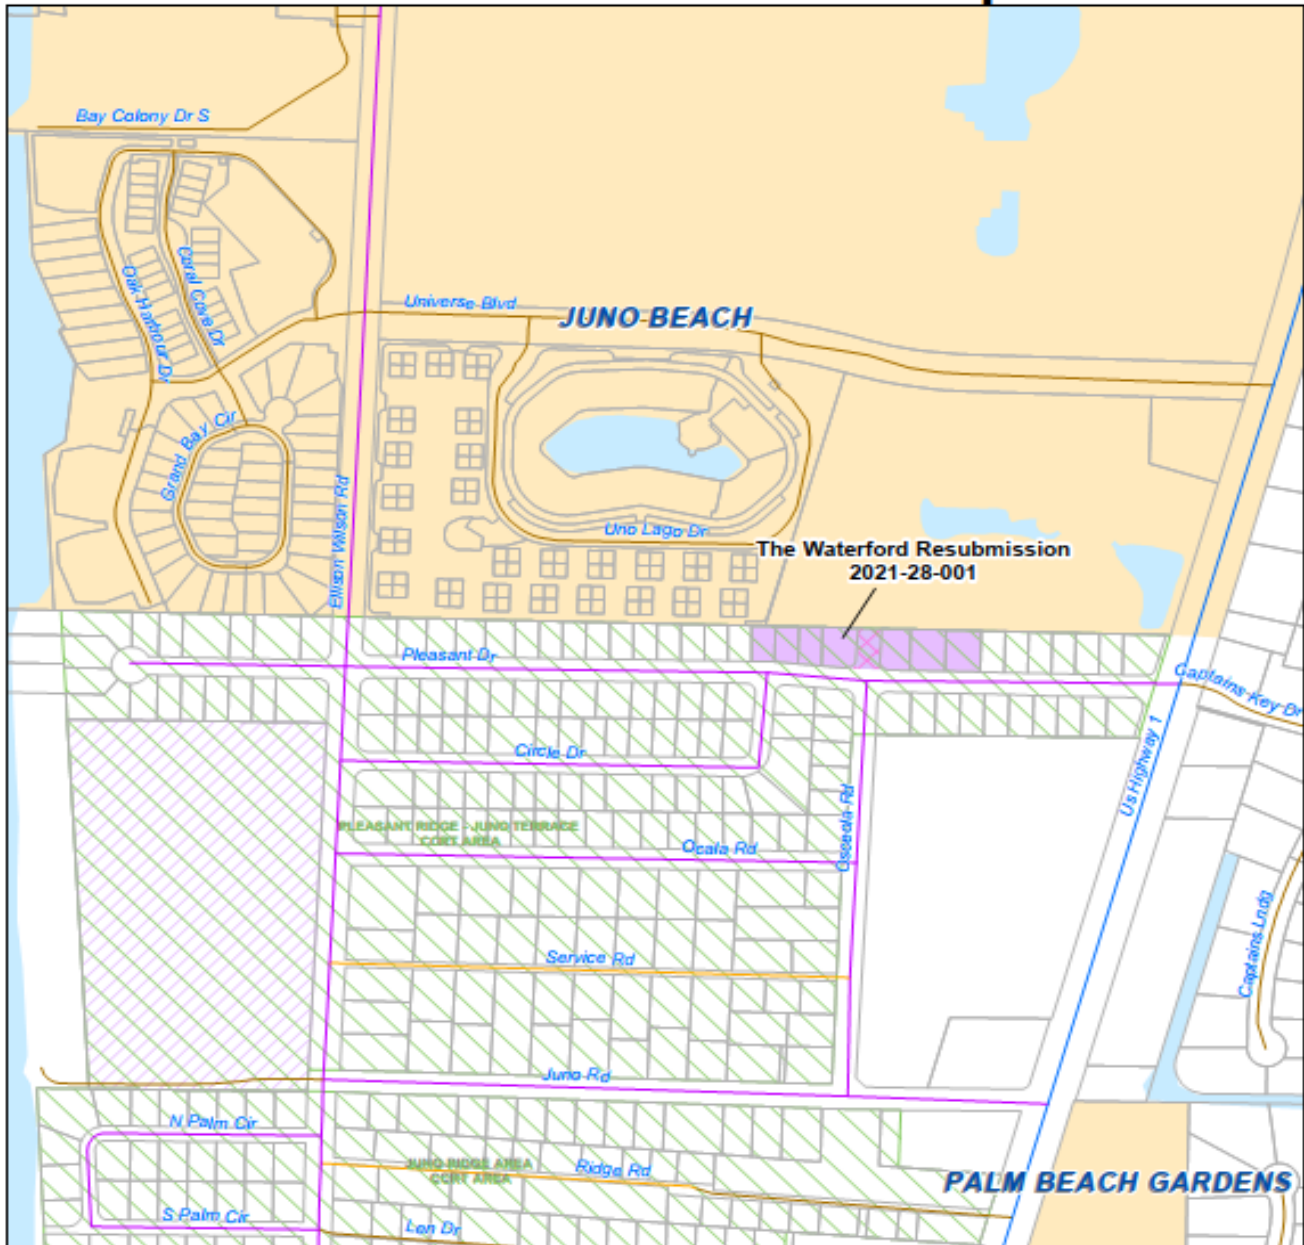 Bay Colony Dr S
Oak Harbour Dr
Coral Cove Dr
Universe Blvd
JUNO BEACH
Grand Bay Cir
Ellison Wilson Rd
Uno Lago Dr
The Waterford Resubmission
2021-28-001
Pleasant Dr
Captains Key Dr
Us Highway 1
Circle Dr
PLEASANT RIDGE - JUNO TERRACE
CCRT AREA
Ocala Rd
Osceola Rd
Service Rd
Captains Lndg
Juno Rd
N Palm Cir
JUNO RIDGE AREA
CCRT AREA
Ridge Rd
PALM BEACH GARDENS
S Palm Cir
Len Dr